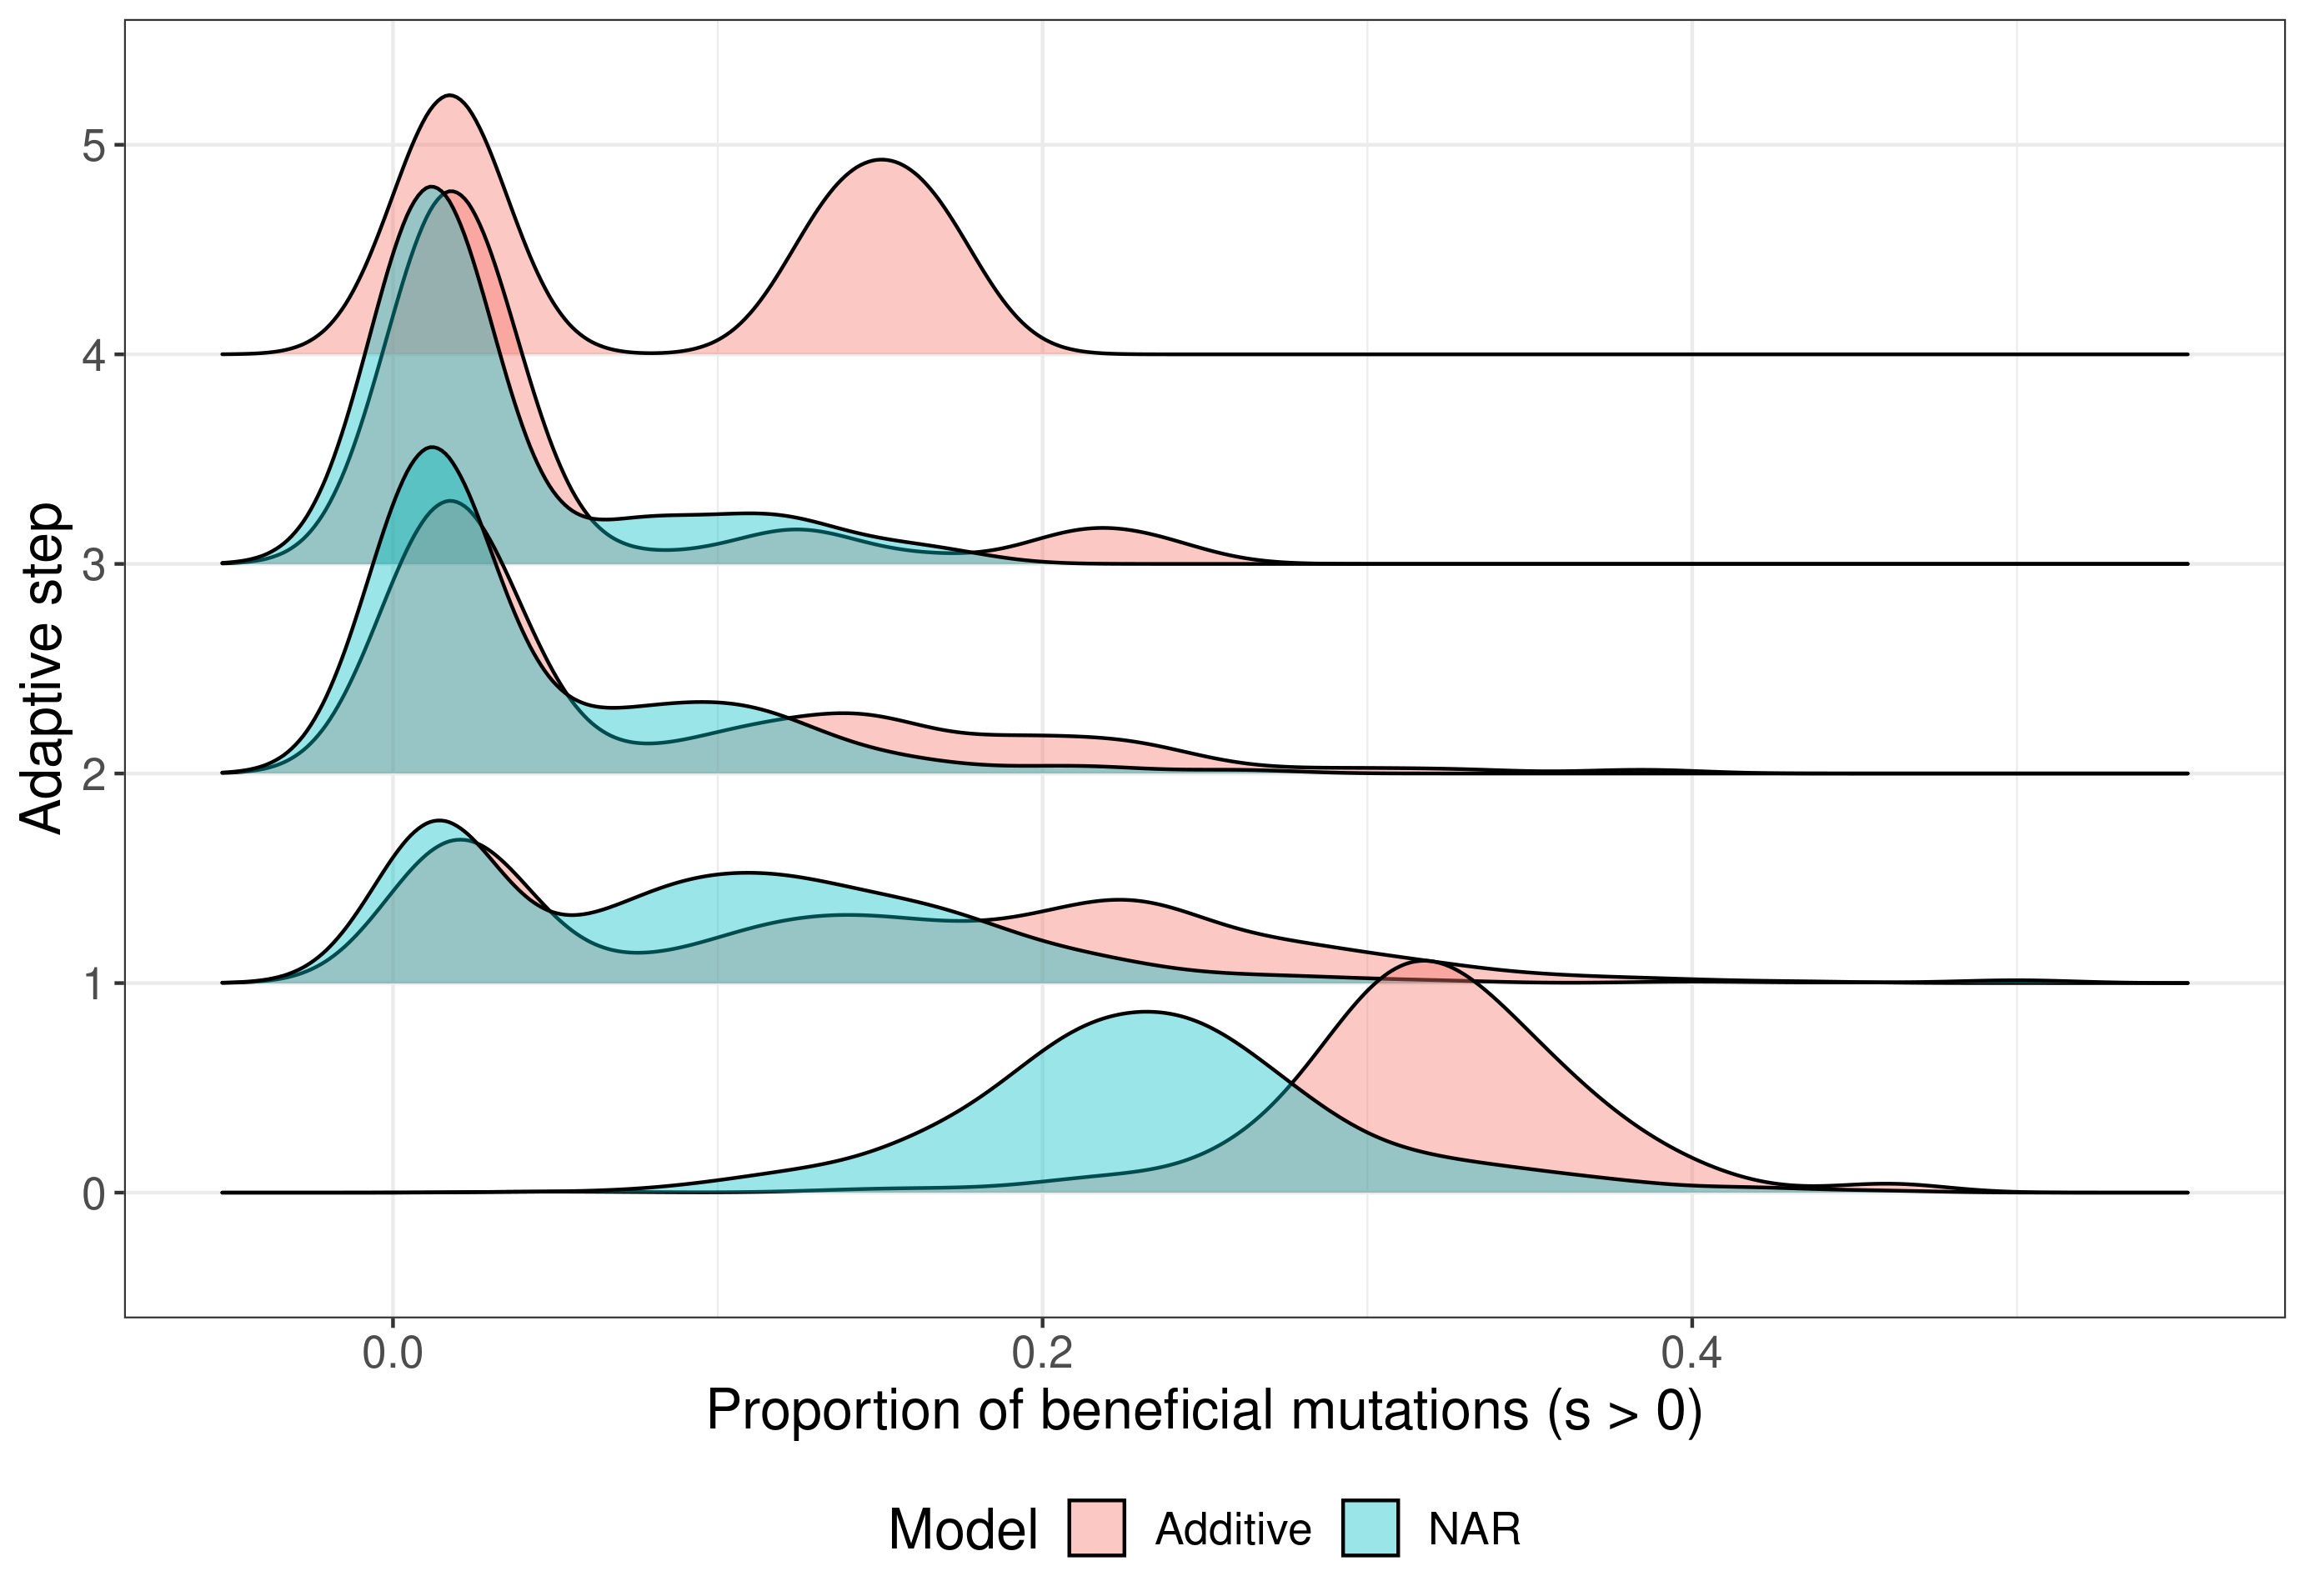 Adaptive step
5
4
3
2
1
0
0.0 0.2 0.4
Proportion of beneficial mutations (s > 0)
Model Additive NAR